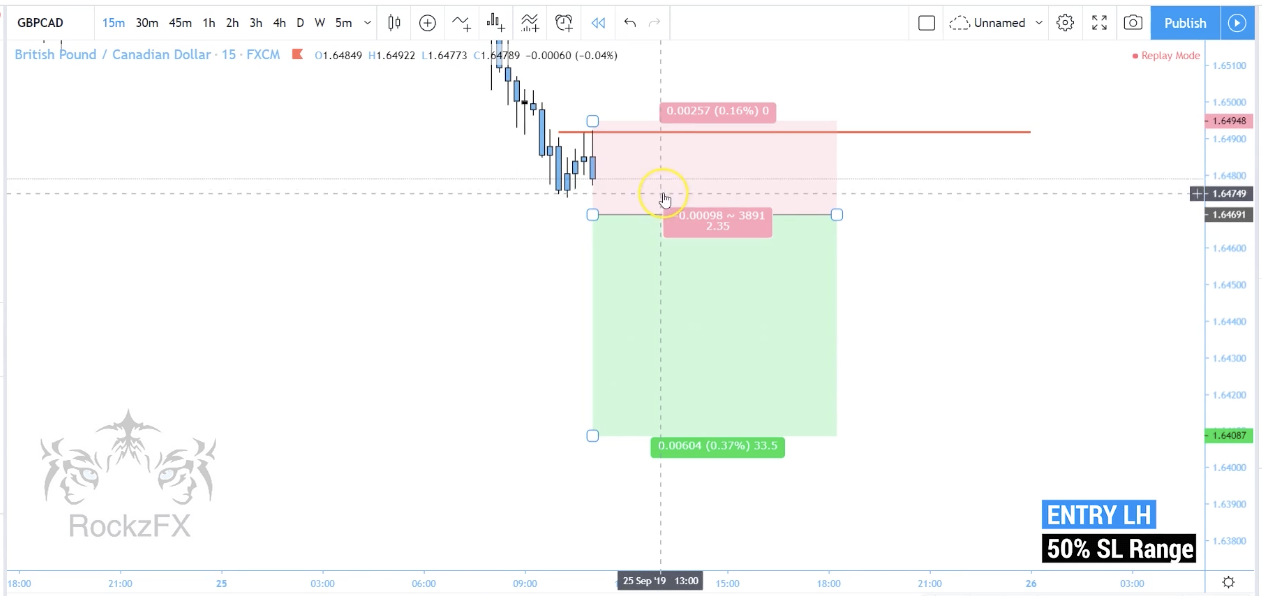 GBPCAD 15m 30m 45m 1h 2h 3h 4h D W 5m Unnamed Publish
British Pound / Canadian Dollar · 15 · FXCM O1.64849 H1.64922 L1.64773 C1.64789 −0.00060 (−0.04%) Replay Mode
1.65100
1.65000
0.00257 (0.16%) 0
1.64948
1.64900
1.64800
1.64749
1.64691
-0.00098 ~ 3891
2.35
1.64600
1.64500
1.64400
1.64300
1.64200
1.64087
0.00604 (0.37%) 33.5
1.64000
1.63900
1.63800
RockzFX
ENTRY LH
50% SL Range
18:00 21:00 25 03:00 06:00 09:00 25 Sep '19 13:00 15:00 18:00 21:00 26 03:00